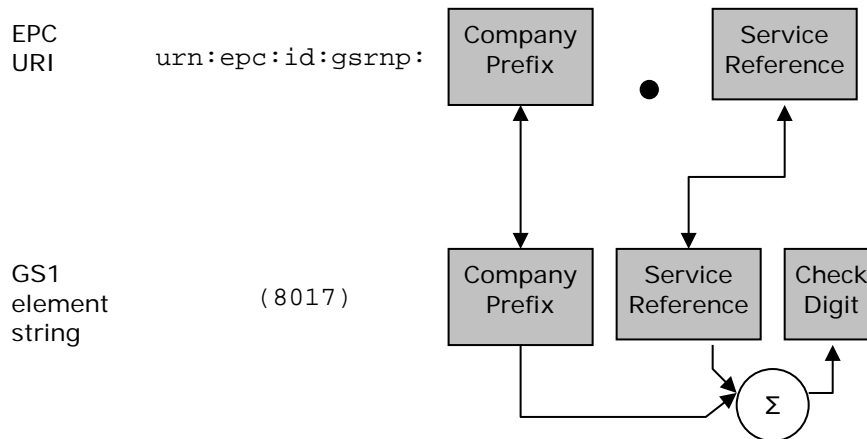 EPC
URI
urn:epc:id:gsrnp:
Company
Prefix
●
Service
Reference
GS1
element
string
(8017)
Company
Prefix
Service
Reference
Check
Digit
Σ